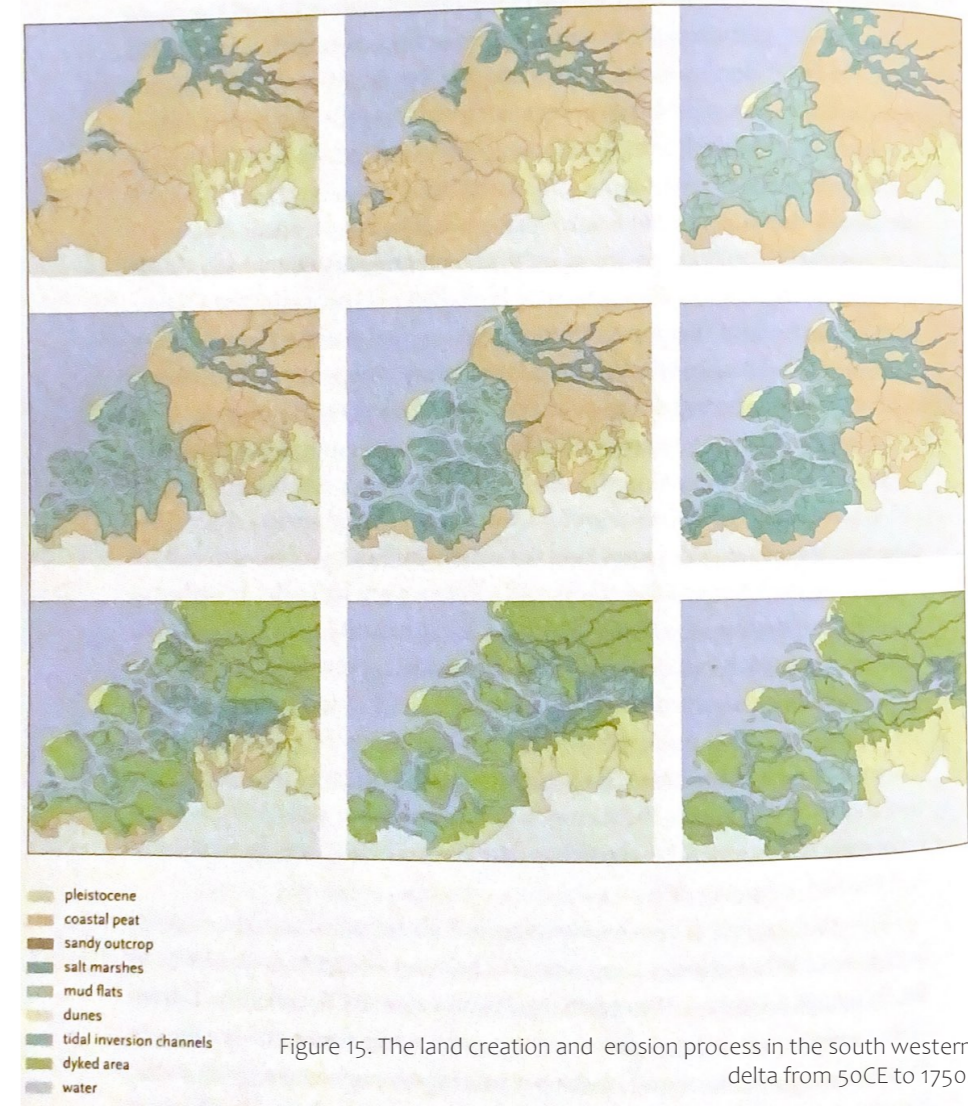 pleistocene
coastal peat
sandy outcrop
salt marshes
mud flats
dunes
tidal inversion channels
dyked area
water
Figure 15. The land creation and erosion process in the south western
delta from 50CE to 1750